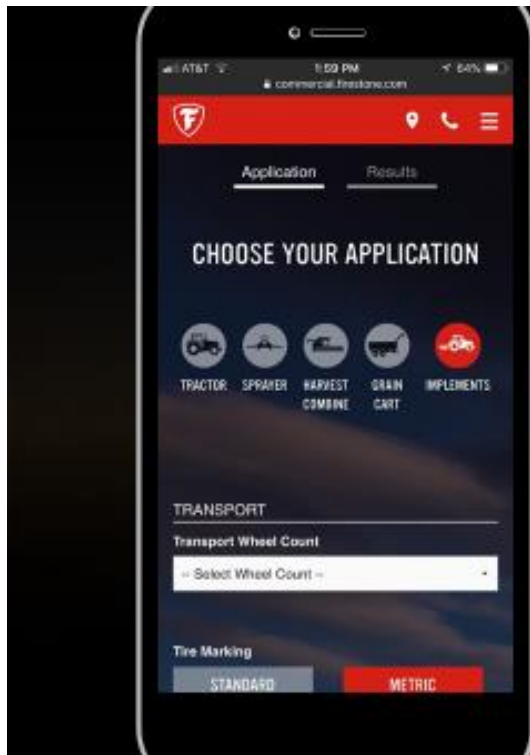 AT&T 1:59 PM 64%
commercial.firestone.com
F
Application Results
CHOOSE YOUR APPLICATION
TRACTOR SPRAYER HARVEST COMBINE GRAIN CART IMPLEMENTS
TRANSPORT
Transport Wheel Count
-- Select Wheel Count --
Tire Marking
STANDARD METRIC